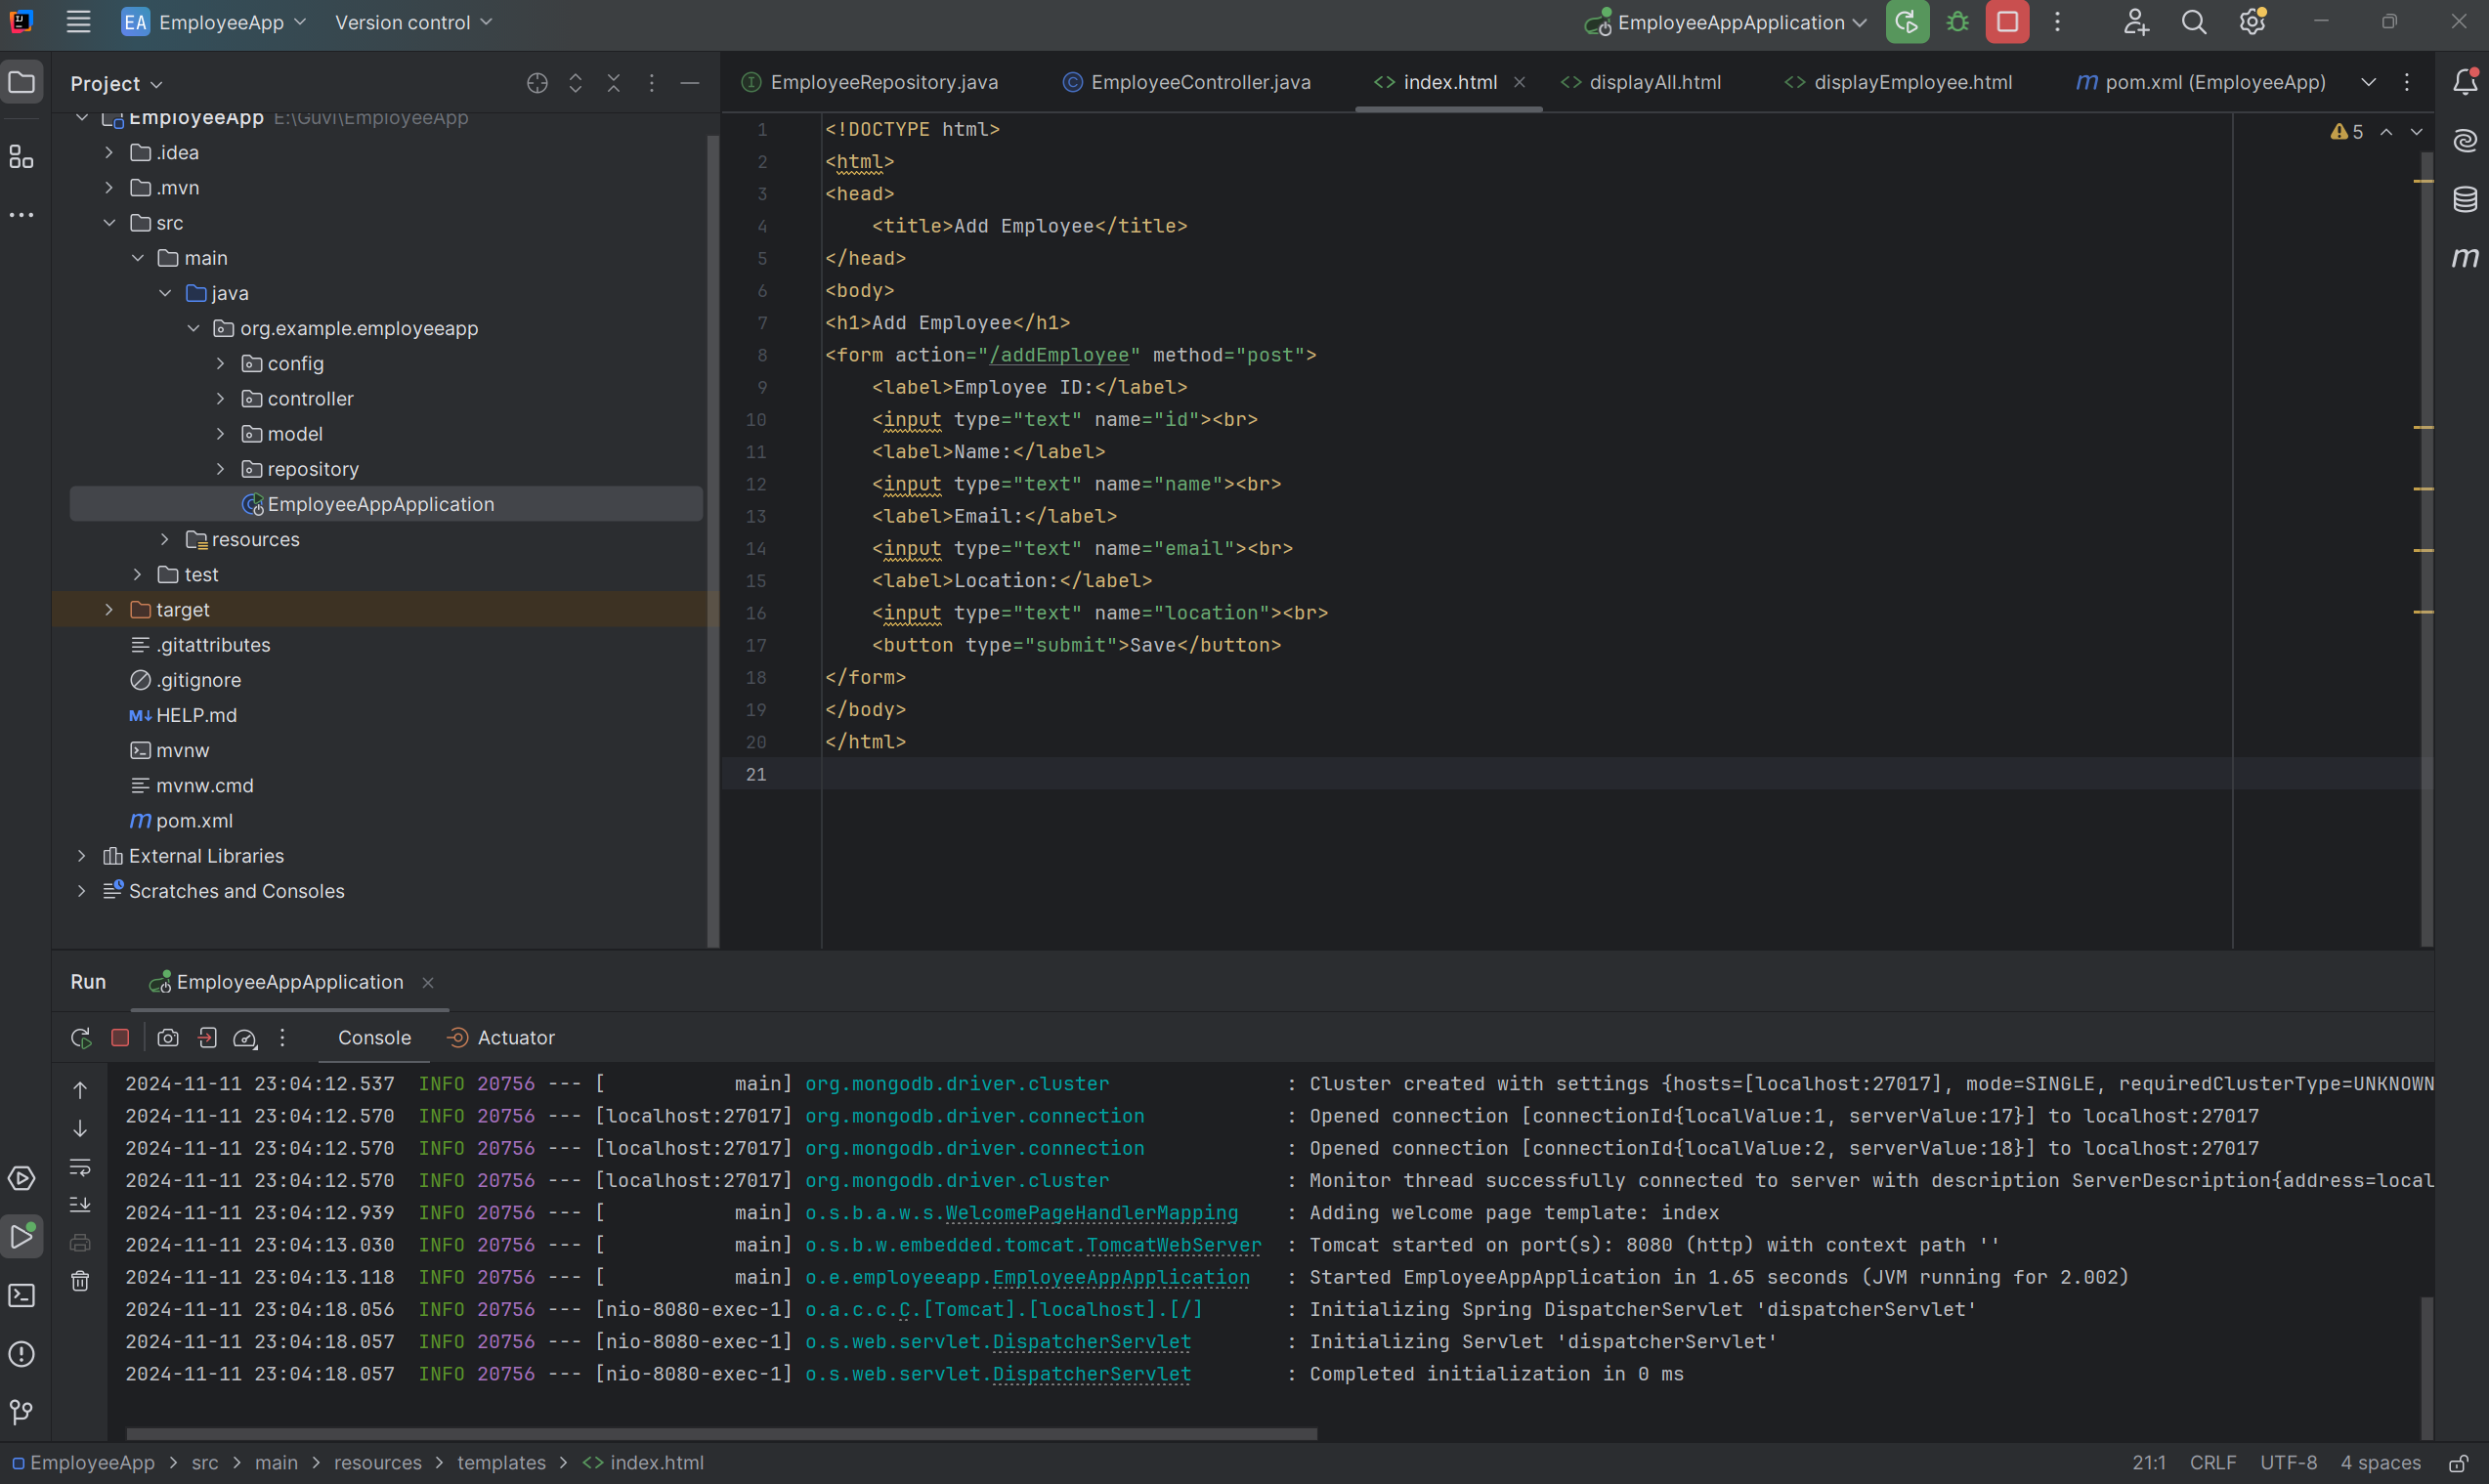 EA EmployeeApp Version control EmployeeAppApplication
Project
EmployeeRepository.java EmployeeController.java index.html displayAll.html displayEmployee.html pom.xml (EmployeeApp)
EmployeeApp E:\Guvi\EmployeeApp
.idea
.mvn
src
main
java
org.example.employeeapp
config
controller
model
repository
EmployeeAppApplication
resources
test
target
.gitattributes
.gitignore
HELP.md
mvnw
mvnw.cmd
pom.xml
External Libraries
Scratches and Consoles
5
1 <!DOCTYPE html>
2 <html>
3 <head>
4 <title>Add Employee</title>
5 </head>
6 <body>
7 <h1>Add Employee</h1>
8 <form action="/addEmployee" method="post">
9 <label>Employee ID:</label>
10 <input type="text" name="id"><br>
11 <label>Name:</label>
12 <input type="text" name="name"><br>
13 <label>Email:</label>
14 <input type="text" name="email"><br>
15 <label>Location:</label>
16 <input type="text" name="location"><br>
17 <button type="submit">Save</button>
18 </form>
19 </body>
20 </html>
21
Run EmployeeAppApplication
Console Actuator
2024-11-11 23:04:12.537 INFO 20756 --- [ main] org.mongodb.driver.cluster : Cluster created with settings {hosts=[localhost:27017], mode=SINGLE, requiredClusterType=UNKNOWN
2024-11-11 23:04:12.570 INFO 20756 --- [localhost:27017] org.mongodb.driver.connection : Opened connection [connectionId{localValue:1, serverValue:17}] to localhost:27017
2024-11-11 23:04:12.570 INFO 20756 --- [localhost:27017] org.mongodb.driver.connection : Opened connection [connectionId{localValue:2, serverValue:18}] to localhost:27017
2024-11-11 23:04:12.570 INFO 20756 --- [localhost:27017] org.mongodb.driver.cluster : Monitor thread successfully connected to server with description ServerDescription{address=local
2024-11-11 23:04:12.939 INFO 20756 --- [ main] o.s.b.a.w.s.WelcomePageHandlerMapping : Adding welcome page template: index
2024-11-11 23:04:13.030 INFO 20756 --- [ main] o.s.b.w.embedded.tomcat.TomcatWebServer : Tomcat started on port(s): 8080 (http) with context path ''
2024-11-11 23:04:13.118 INFO 20756 --- [ main] o.e.employeeapp.EmployeeAppApplication : Started EmployeeAppApplication in 1.65 seconds (JVM running for 2.002)
2024-11-11 23:04:18.056 INFO 20756 --- [nio-8080-exec-1] o.a.c.c.C.[Tomcat].[localhost].[/] : Initializing Spring DispatcherServlet 'dispatcherServlet'
2024-11-11 23:04:18.057 INFO 20756 --- [nio-8080-exec-1] o.s.web.servlet.DispatcherServlet : Initializing Servlet 'dispatcherServlet'
2024-11-11 23:04:18.057 INFO 20756 --- [nio-8080-exec-1] o.s.web.servlet.DispatcherServlet : Completed initialization in 0 ms
EmployeeApp > src > main > resources > templates > index.html 21:1 CRLF UTF-8 4 spaces